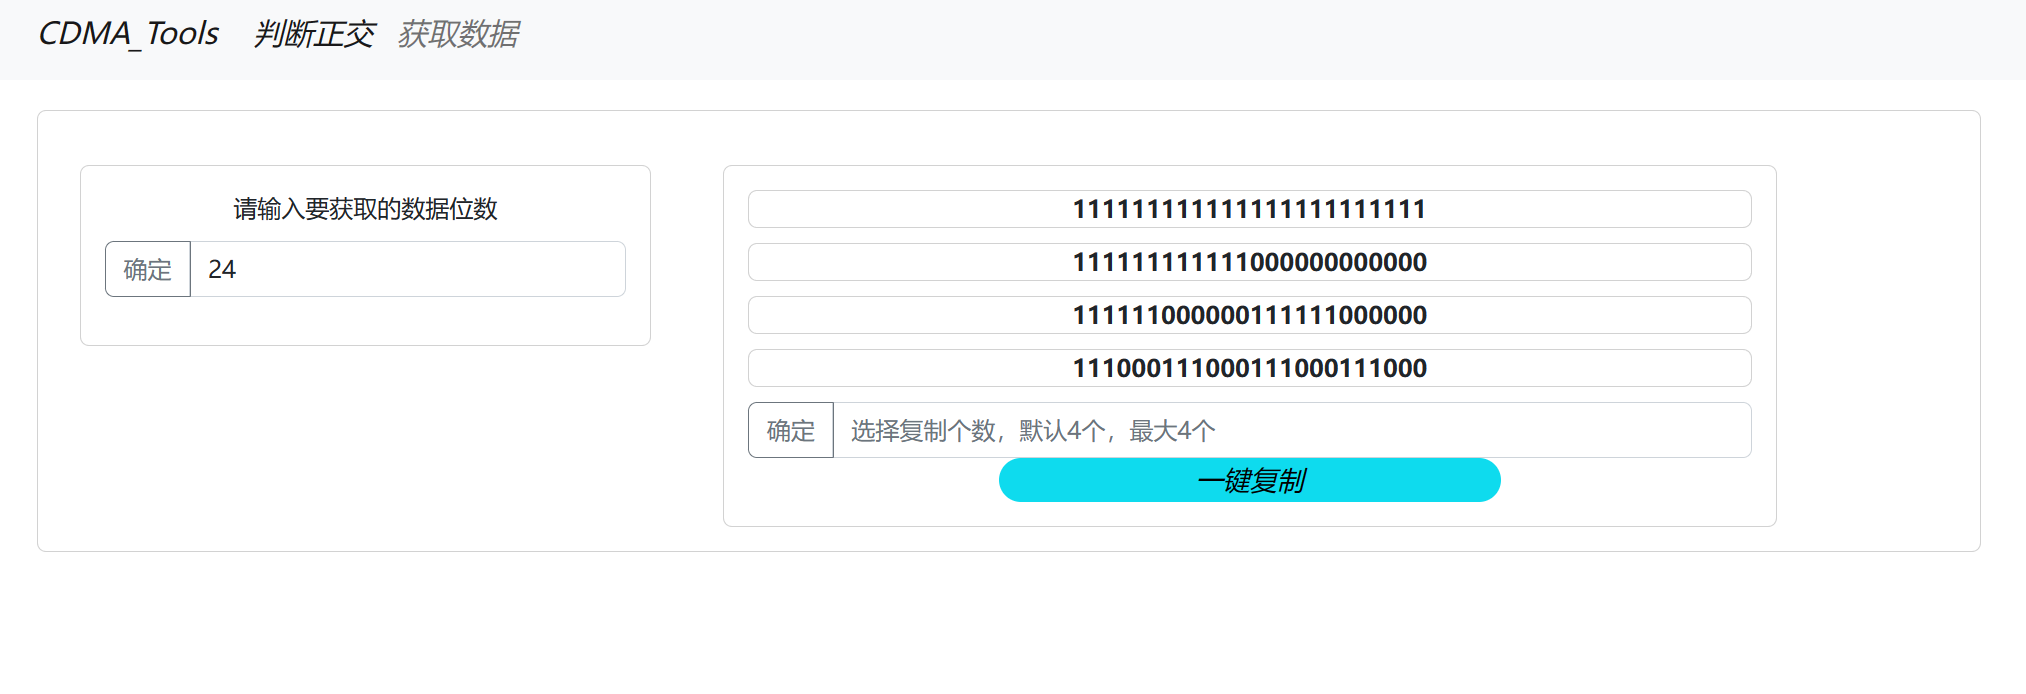 CDMA_Tools 判断正交 获取数据
请输入要获取的数据位数
确定 24
111111111111111111111111
111111111111000000000000
111111000000111111000000
111000111000111000111000
确定 选择复制个数，默认4个，最大4个
一键复制